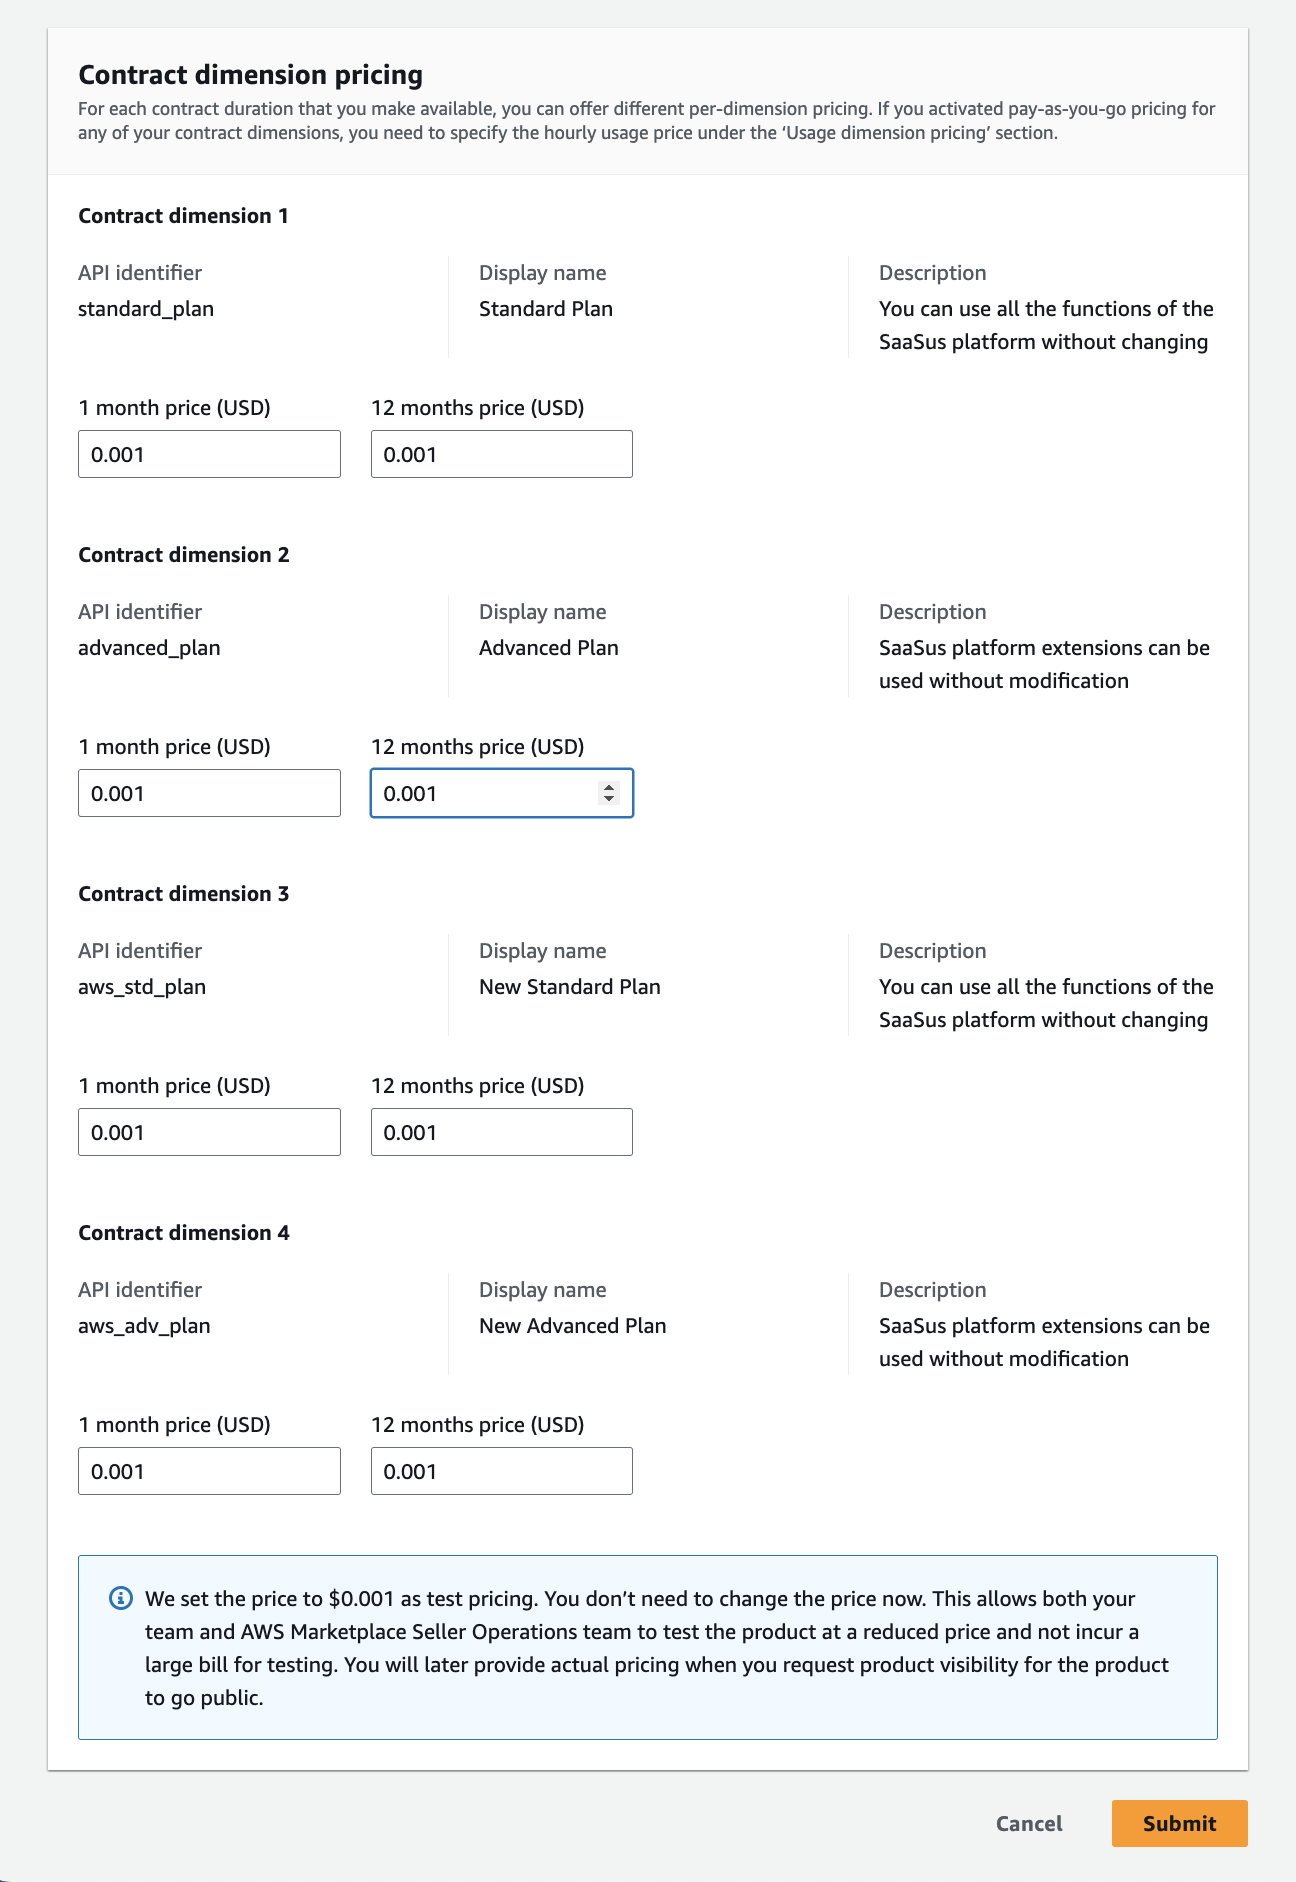 Contract dimension pricing
For each contract duration that you make available, you can offer different per-dimension pricing. If you activated pay-as-you-go pricing for
any of your contract dimensions, you need to specify the hourly usage price under the ‘Usage dimension pricing’ section.
Contract dimension 1
API identifier
standard_plan
Display name
Standard Plan
Description
You can use all the functions of the
SaaSus platform without changing
1 month price (USD)
0.001
12 months price (USD)
0.001
Contract dimension 2
API identifier
advanced_plan
Display name
Advanced Plan
Description
SaaSus platform extensions can be
used without modification
1 month price (USD)
0.001
12 months price (USD)
0.001
Contract dimension 3
API identifier
aws_std_plan
Display name
New Standard Plan
Description
You can use all the functions of the
SaaSus platform without changing
1 month price (USD)
0.001
12 months price (USD)
0.001
Contract dimension 4
API identifier
aws_adv_plan
Display name
New Advanced Plan
Description
SaaSus platform extensions can be
used without modification
1 month price (USD)
0.001
12 months price (USD)
0.001
We set the price to $0.001 as test pricing. You don’t need to change the price now. This allows both your
team and AWS Marketplace Seller Operations team to test the product at a reduced price and not incur a
large bill for testing. You will later provide actual pricing when you request product visibility for the product
to go public.
Cancel
Submit